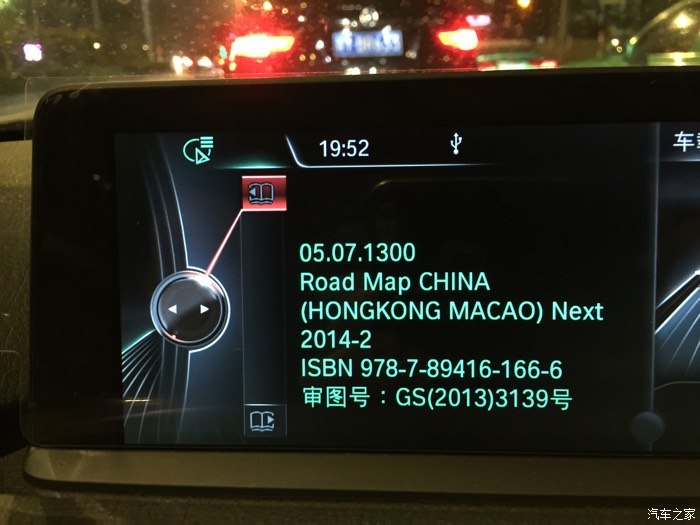 19:52
车
05.07.1300
Road Map CHINA
(HONGKONG MACAO) Next
2014-2
ISBN 978-7-89416-166-6
审图号：GS(2013)3139号
汽车之家